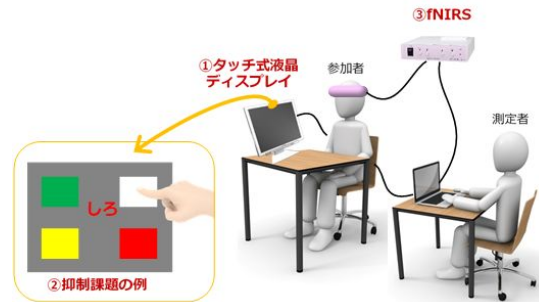 ③fNIRS
①タッチ式液晶
ディスプレイ
参加者
測定者
しろ
②抑制課題の例